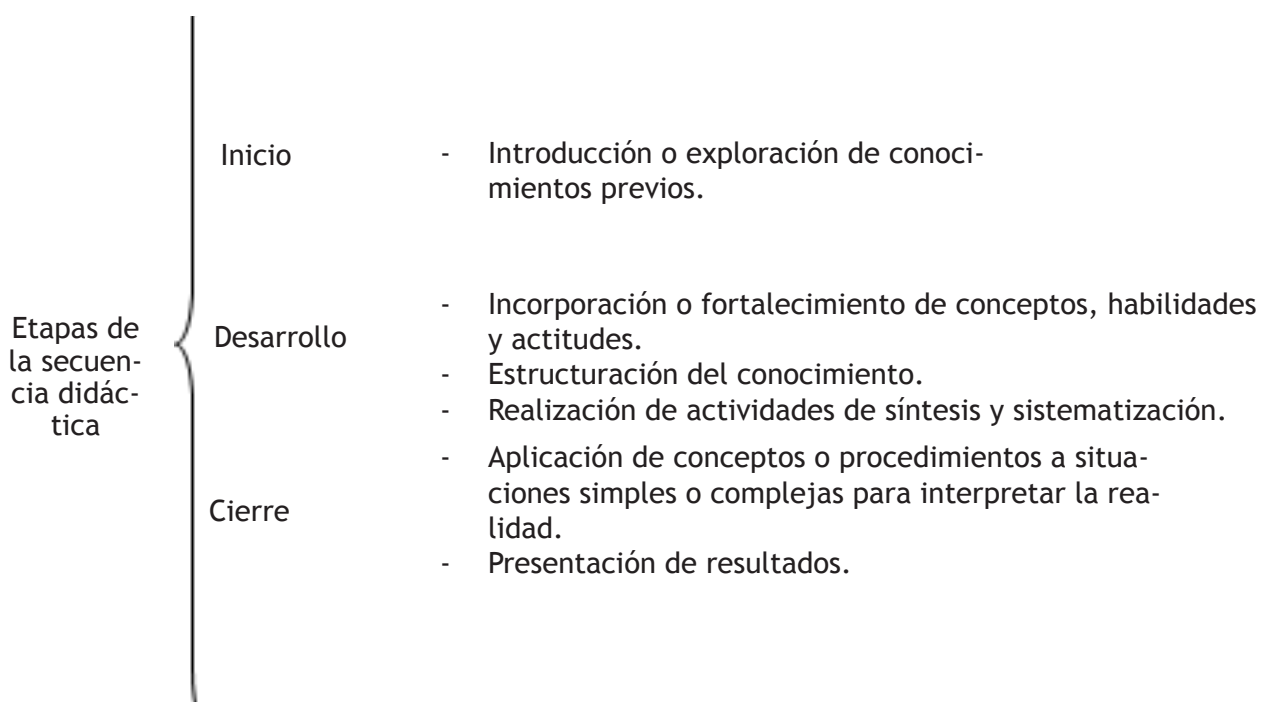 Etapas de
la secuen-
cia didác-
tica
Inicio
- Introducción o exploración de conoci-
mientos previos.
Desarrollo
- Incorporación o fortalecimiento de conceptos, habilidades
y actitudes.
- Estructuración del conocimiento.
- Realización de actividades de síntesis y sistematización.
Cierre
- Aplicación de conceptos o procedimientos a situa-
ciones simples o complejas para interpretar la rea-
lidad.
- Presentación de resultados.